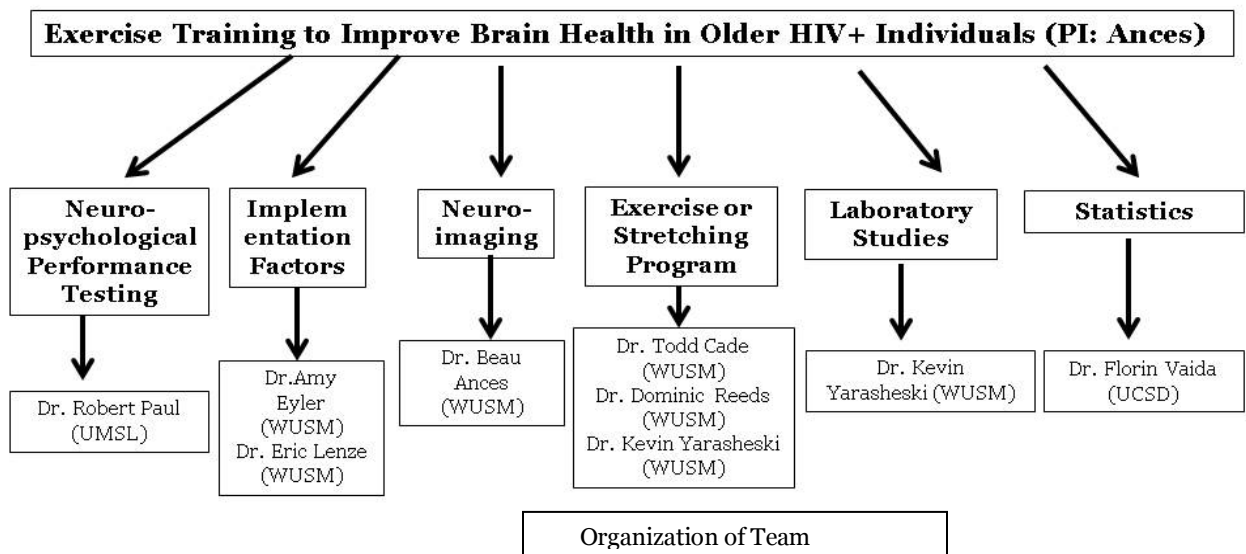 Exercise Training to Improve Brain Health in Older HIV+ Individuals (PI: Ances)
Neuro-
psychological
Performance
Testing
Implem
entation
Factors
Neuro-
imaging
Exercise or
Stretching
Program
Laboratory
Studies
Statistics
Dr. Robert Paul
(UMSL)
Dr.Amy
Eyler
(WUSM)
Dr. Eric Lenze
(WUSM)
Dr. Beau
Ances
(WUSM)
Dr. Todd Cade
(WUSM)
Dr. Dominic Reeds
(WUSM)
Dr. Kevin Yarasheski
(WUSM)
Dr. Kevin
Yarasheski (WUSM)
Dr. Florin Vaida
(UCSD)
Organization of Team